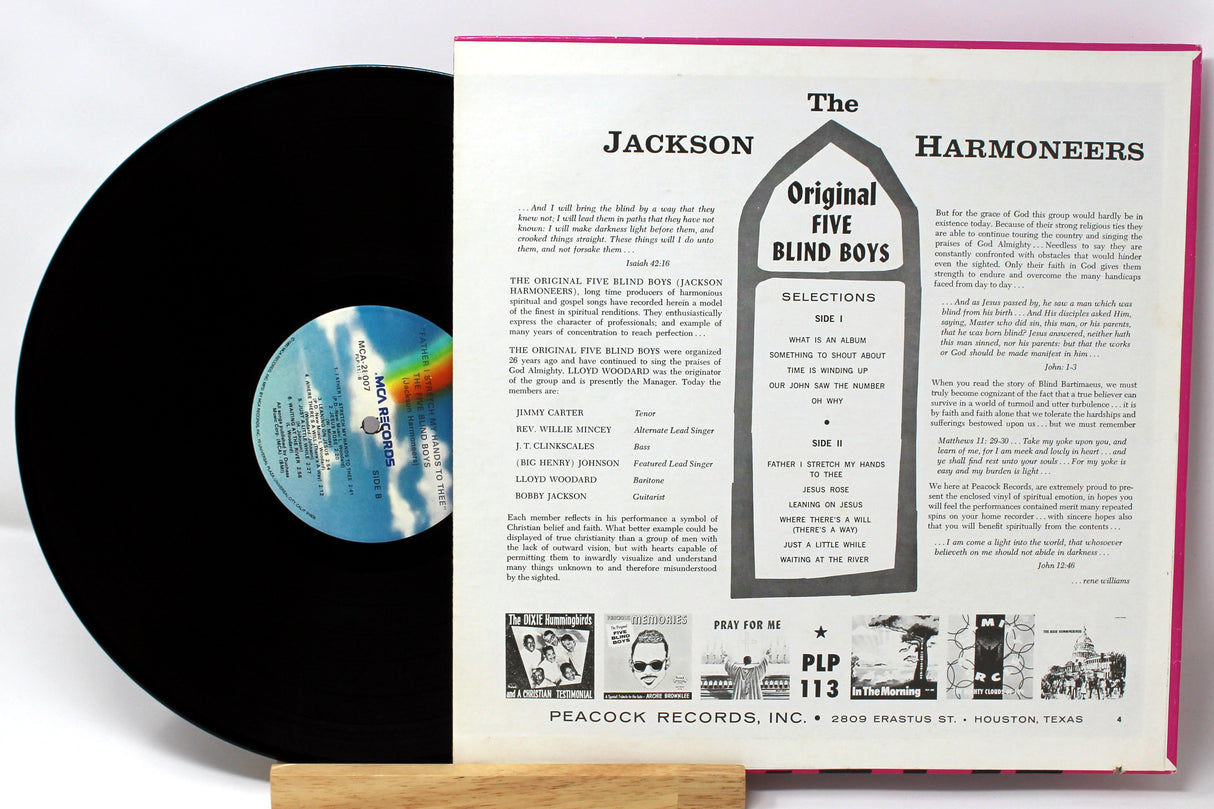 The
JACKSON HARMONEERS
Original
FIVE
BLIND BOYS
... And I will bring the blind by a way that they
knew not; I will lead them in paths that they have not
known: I will make darkness light before them, and
crooked things straight. These things will I do unto
them, and not forsake them ...
Isaiah 42:16
THE ORIGINAL FIVE BLIND BOYS (JACKSON
HARMONEERS), long time producers of harmonious
spiritual and gospel songs have recorded herein a model
of the finest in spiritual renditions. They enthusiastically
express the character of professionals; and example of
many years of concentration to reach perfection ...
THE ORIGINAL FIVE BLIND BOYS were organized
26 years ago and have continued to sing the praises of
God Almighty. LLOYD WOODARD was the originator
of the group and is presently the Manager. Today the
members are:
JIMMY CARTER Tenor
REV. WILLIE MINCEY Alternate Lead Singer
J. T. CLINKSCALES Bass
(BIG HENRY) JOHNSON Featured Lead Singer
LLOYD WOODARD Baritone
BOBBY JACKSON Guitarist
Each member reflects in his performance a symbol of
Christian belief and faith. What better example could be
displayed of true christianity than a group of men with
the lack of outward vision, but with hearts capable of
permitting them to inwardly visualize and understand
many things unknown to and therefore misunderstood
by the sighted.
SELECTIONS
SIDE I
WHAT IS AN ALBUM
SOMETHING TO SHOUT ABOUT
TIME IS WINDING UP
OUR JOHN SAW THE NUMBER
OH WHY
SIDE II
FATHER I STRETCH MY HANDS
TO THEE
JESUS ROSE
LEANING ON JESUS
WHERE THERE'S A WILL
(THERE'S A WAY)
JUST A LITTLE WHILE
WAITING AT THE RIVER
But for the grace of God this group would hardly be in
existence today. Because of their strong religious ties they
are able to continue touring the country and singing the
praises of God Almighty ... Needless to say they are
constantly confronted with obstacles that would hinder
even the sighted. Only their faith in God gives them
strength to endure and overcome the many handicaps
faced from day to day ...
... And as Jesus passed by, he saw a man which was
blind from his birth ... And His disciples asked Him,
saying, Master who did sin, this man, or his parents,
that he was born blind? Jesus answered, neither hath
this man sinned, nor his parents: but that the works
or God should be made manifest in him ...
John: 1-3
When you read the story of Blind Bartimaeus, we must
truly become cognizant of the fact that a true believer can
survive in a world of turmoil and utter turbulence ... it is
by faith and faith alone that we tolerate the hardships and
sufferings bestowed upon us ... but we must remember
Matthews 11: 29-30 ... Take my yoke upon you, and
learn of me, for I am meek and lowly in heart ... and
ye shall find rest unto your souls ... For my yoke is
easy and my burden is light ...
We here at Peacock Records, are extremely proud to pre-
sent the enclosed vinyl of spiritual emotion, in hopes you
will feel the performances contained merit many repeated
spins on your home recorder ... with sincere hopes also
that you will benefit spiritually from the contents ...
... I am come a light into the world, that whosoever
believeth on me should not abide in darkness ...
John 12:46
... rene williams
The DIXIE Hummingbirds
and A CHRISTIAN TESTIMONIAL
MEMORIES
FIVE
BLIND
BOYS
ARCHIE BROWNLEE
PRAY FOR ME
★
PLP
113
In The Morning
THE DIXIE HUMMINGBIRDS
PEACOCK RECORDS, INC. • 2809 ERASTUS ST. • HOUSTON, TEXAS 4
"FATHER I STRETCH MY HANDS TO THEE"
THE FIVE BLIND BOYS
(Jackson Harmoneers)
MCA RECORDS
MCA-21007
SIDE B